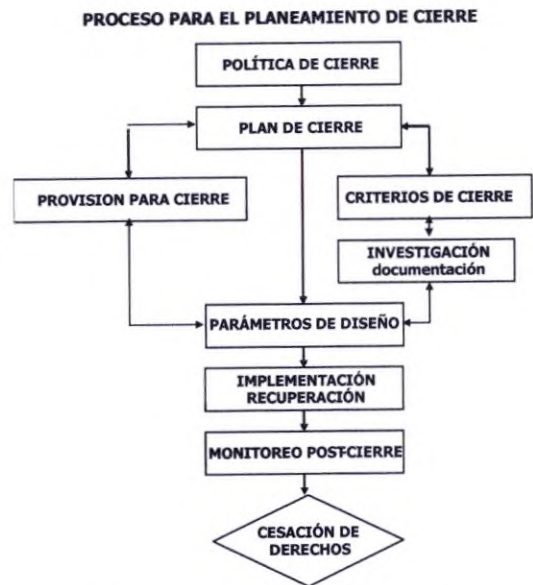 PROCESO PARA EL PLANEAMIENTO DE CIERRE
POLÍTICA DE CIERRE
PLAN DE CIERRE
PROVISION PARA CIERRE
CRITERIOS DE CIERRE
INVESTIGACIÓN
documentación
PARÁMETROS DE DISEÑO
IMPLEMENTACIÓN
RECUPERACIÓN
MONITOREO POST-CIERRE
CESACIÓN DE
DERECHOS